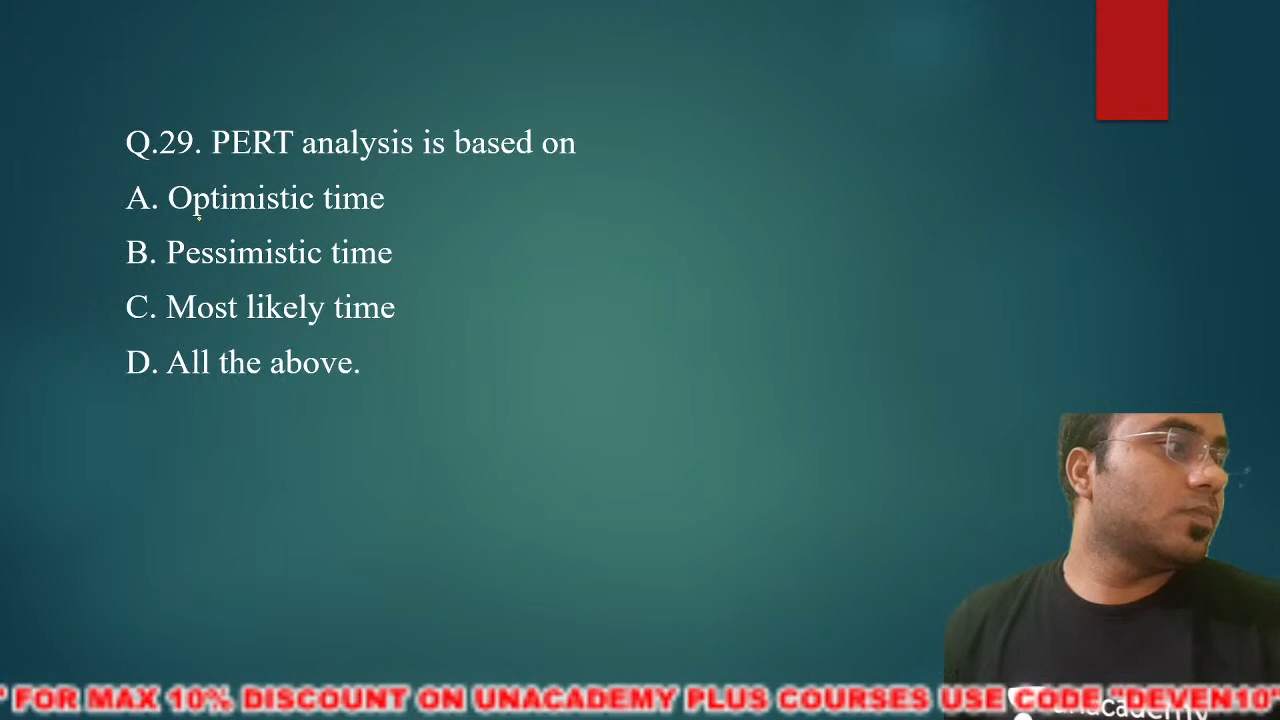 Q.29. PERT analysis is based on
A. Optimistic time
B. Pessimistic time
C. Most likely time
D. All the above.
" FOR MAX 10% DISCOUNT ON UNACADEMY PLUS COURSES USE CODE "DEVEN10"